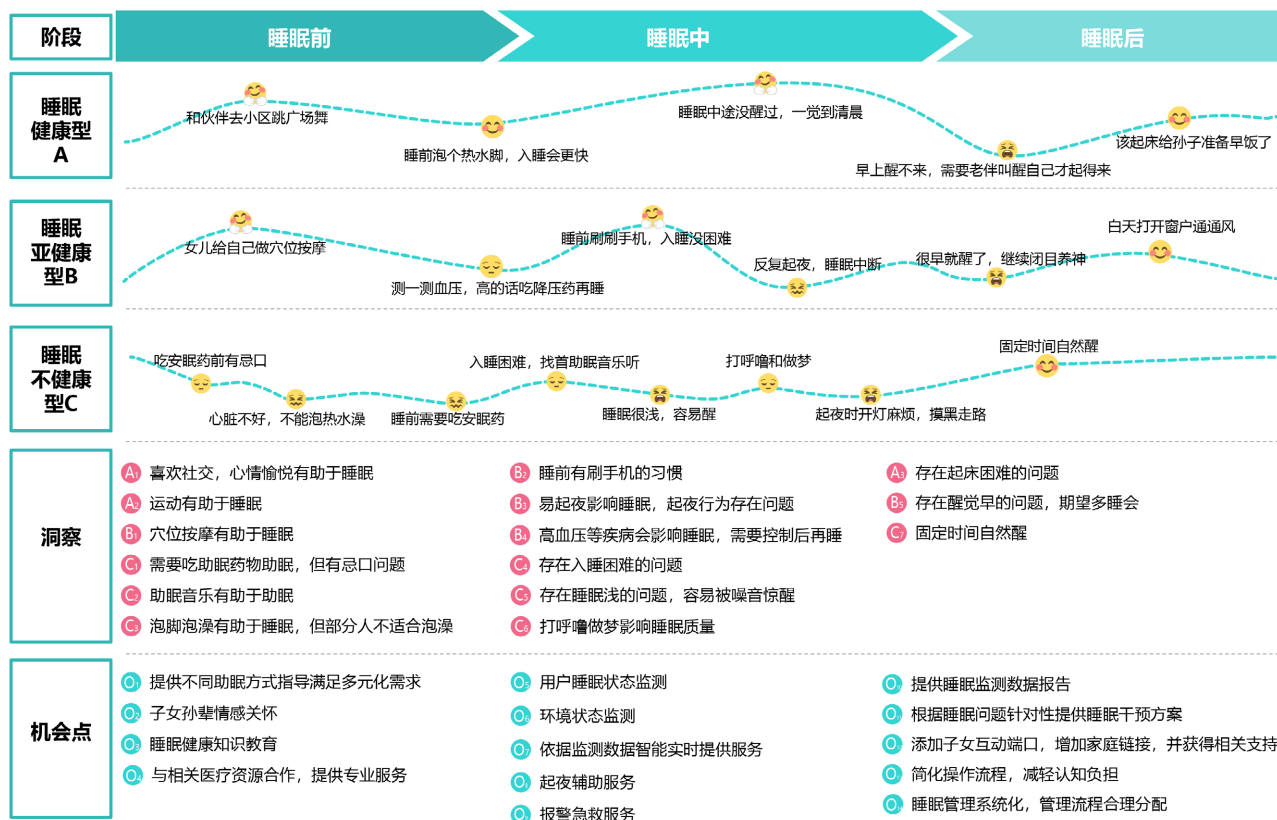 阶段
睡眠前
睡眠中
睡眠后
睡眠
健康型
A
和伙伴去小区跳广场舞
睡前泡个热水脚，入睡会更快
睡眠中途没醒过，一觉到清晨
早上醒不来，需要老伴叫醒自己才起得来
该起床给孙子准备早饭了
睡眠
亚健康
型B
女儿给自己做穴位按摩
测一测血压，高的话吃降压药再睡
睡前刷刷手机，入睡没困难
反复起夜，睡眠中断
很早就醒了，继续闭目养神
白天打开窗户通通风
睡眠
不健康
型C
吃安眠药前有忌口
心脏不好，不能泡热水澡
睡前需要吃安眠药
入睡困难，找首助眠音乐听
睡眠很浅，容易醒
打呼噜和做梦
起夜时开灯麻烦，摸黑走路
固定时间自然醒
洞察
A1 喜欢社交，心情愉悦有助于睡眠
A2 运动有助于睡眠
B1 穴位按摩有助于睡眠
C1 需要吃助眠药物助眠，但有忌口问题
C2 助眠音乐有助于助眠
C3 泡脚泡澡有助于睡眠，但部分人不适合泡澡
B2 睡前有刷手机的习惯
B3 易起夜影响睡眠，起夜行为存在问题
B4 高血压等疾病会影响睡眠，需要控制后再睡
C4 存在入睡困难的问题
C5 存在睡眠浅的问题，容易被噪音惊醒
C6 打呼噜做梦影响睡眠质量
A3 存在起床困难的问题
B5 存在醒觉早的问题，期望多睡会
C7 固定时间自然醒
机会点
O1 提供不同助眠方式指导满足多元化需求
O2 子女孙辈情感关怀
O3 睡眠健康知识教育
O4 与相关医疗资源合作，提供专业服务
O5 用户睡眠状态监测
O6 环境状态监测
O7 依据监测数据智能实时提供服务
O 起夜辅助服务
O 报警急救服务
O 提供睡眠监测数据报告
O 根据睡眠问题针对性提供睡眠干预方案
O 添加子女互动端口，增加家庭链接，并获得相关支持
O 简化操作流程，减轻认知负担
O 睡眠管理系统化，管理流程合理分配